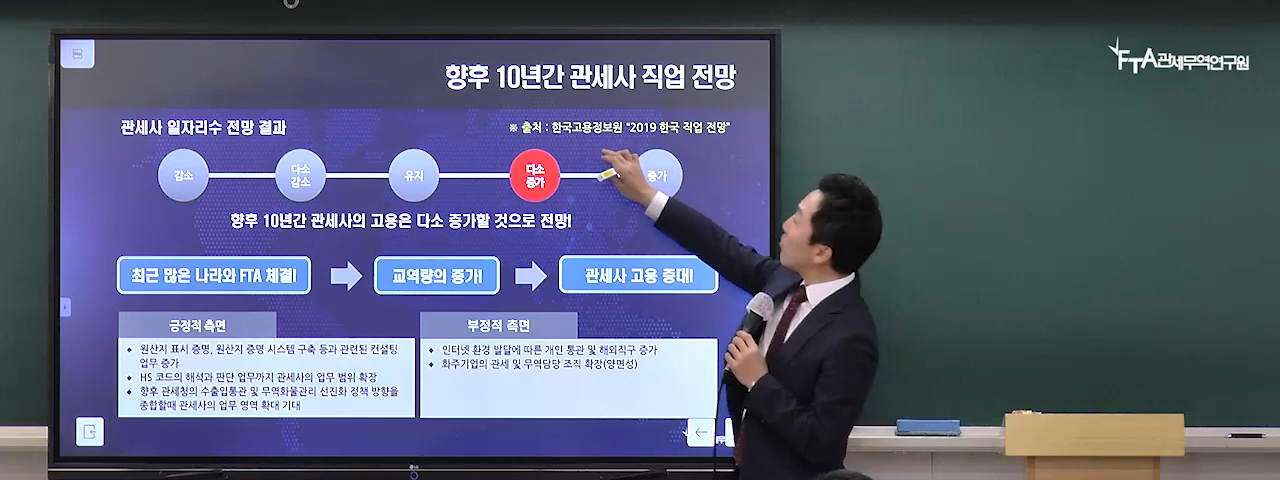 향후 10년간 관세사 직업 전망
FTA관세무역연구원
관세사 일자리수 전망 결과
※ 출처 : 한국고용정보원 "2019 한국 직업 전망"
감소
다소
감소
유지
다소
증가
증가
향후 10년간 관세사의 고용은 다소 증가할 것으로 전망!
최근 많은 나라와 FTA 체결!
교역량의 증가!
관세사 고용 증대!
긍정적 측면
◆ 원산지 표시 증명, 원산지 증명 시스템 구축 등과 관련된 컨설팅
업무 증가
◆ HS 코드의 해석과 판단 업무까지 관세사의 업무 범위 확장
◆ 향후 관세청의 수출입통관 및 무역화물관리 선진화 정책 방향을
종합할때 관세사의 업무 영역 확대 기대
부정적 측면
◆ 인터넷 환경 발달에 따른 개인 통관 및 해외직구 증가
◆ 화주기업의 관세 및 무역담당 조직 확장(양면성)
LG